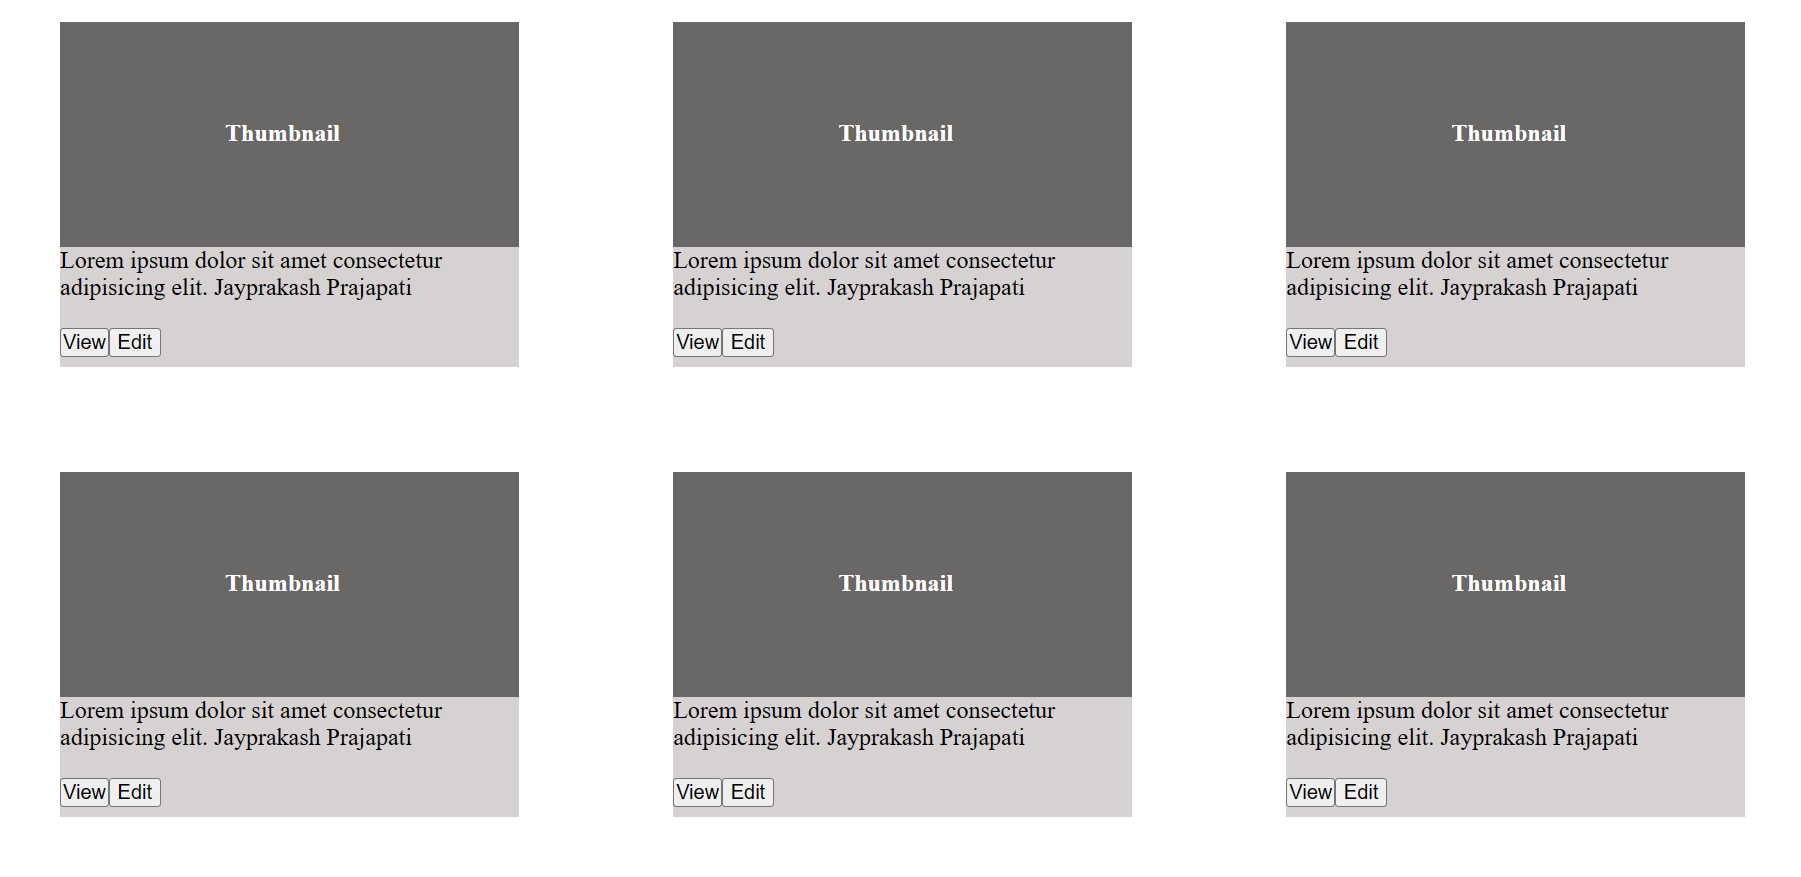 Thumbnail
Lorem ipsum dolor sit amet consectetur
adipisicing elit. Jayprakash Prajapati
View Edit
Thumbnail
Lorem ipsum dolor sit amet consectetur
adipisicing elit. Jayprakash Prajapati
View Edit
Thumbnail
Lorem ipsum dolor sit amet consectetur
adipisicing elit. Jayprakash Prajapati
View Edit
Thumbnail
Lorem ipsum dolor sit amet consectetur
adipisicing elit. Jayprakash Prajapati
View Edit
Thumbnail
Lorem ipsum dolor sit amet consectetur
adipisicing elit. Jayprakash Prajapati
View Edit
Thumbnail
Lorem ipsum dolor sit amet consectetur
adipisicing elit. Jayprakash Prajapati
View Edit